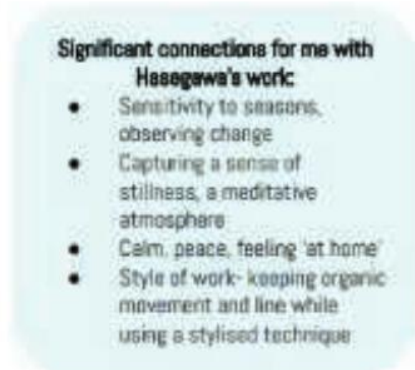 Significant connections for me with
Hasegawa's work:
● Sensitivity to seasons,
observing change
● Capturing a sense of
stillness, a meditative
atmosphere
● Calm, peace, feeling 'at home'
● Style of work- keeping organic
movement and line while
using a stylised technique